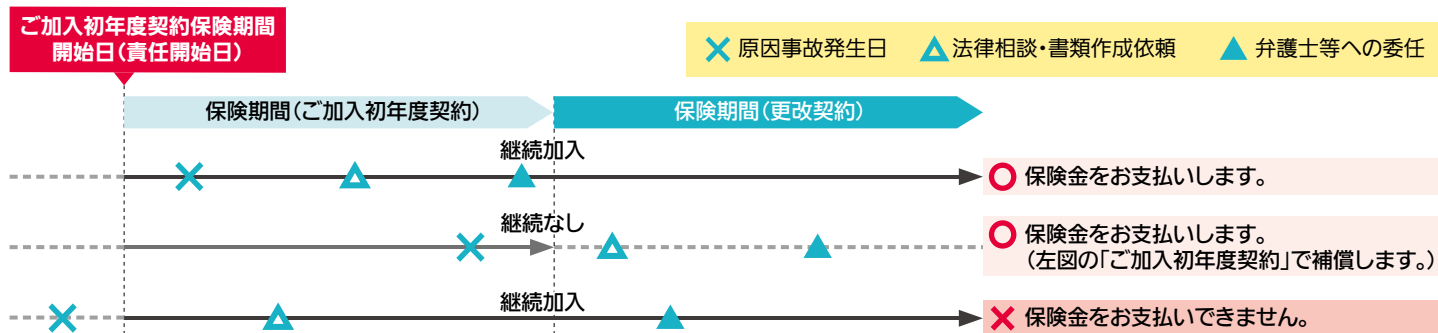 ご加入初年度契約保険期間
開始日(責任開始日)
原因事故発生日
法律相談・書類作成依頼
弁護士等への委任
保険期間(ご加入初年度契約)
保険期間(更改契約)
継続加入
保険金をお支払いします。
継続なし
保険金をお支払いします。
(左図の「ご加入初年度契約」で補償します。)
継続加入
保険金をお支払いできません。